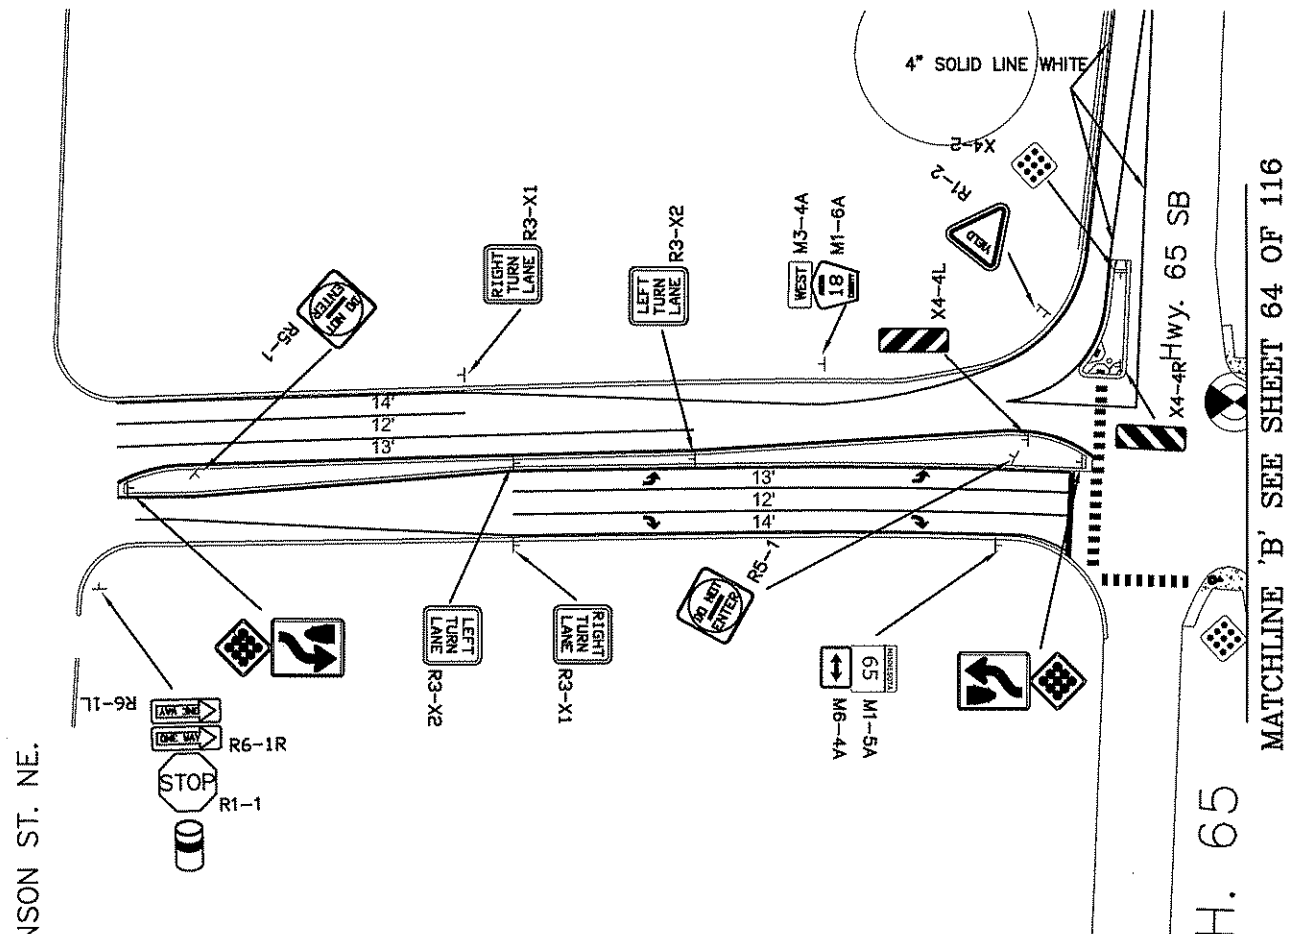 4" SOLID LINE WHITE
X4-2
R1-2
YIELD
M3-4A
M1-6A
WEST
18
COUNTY
X4-4L
R3-X1
RIGHT
TURN
LANE
R3-X2
LEFT
TURN
LANE
DO NOT
ENTER
R5-1
14'
12'
13'
X4-4R
Hwy. 65 SB
13'
12'
14'
R5-1
DO NOT
ENTER
LEFT
TURN
LANE
R3-X2
RIGHT
TURN
LANE
R3-X1
MINNESOTA
65
M6-4A
M1-5A
R6-1L
ONE WAY
ONE WAY
R6-1R
STOP
R1-1
NSON ST. NE.
H. 65
MATCHLINE 'B' SEE SHEET 64 OF 116